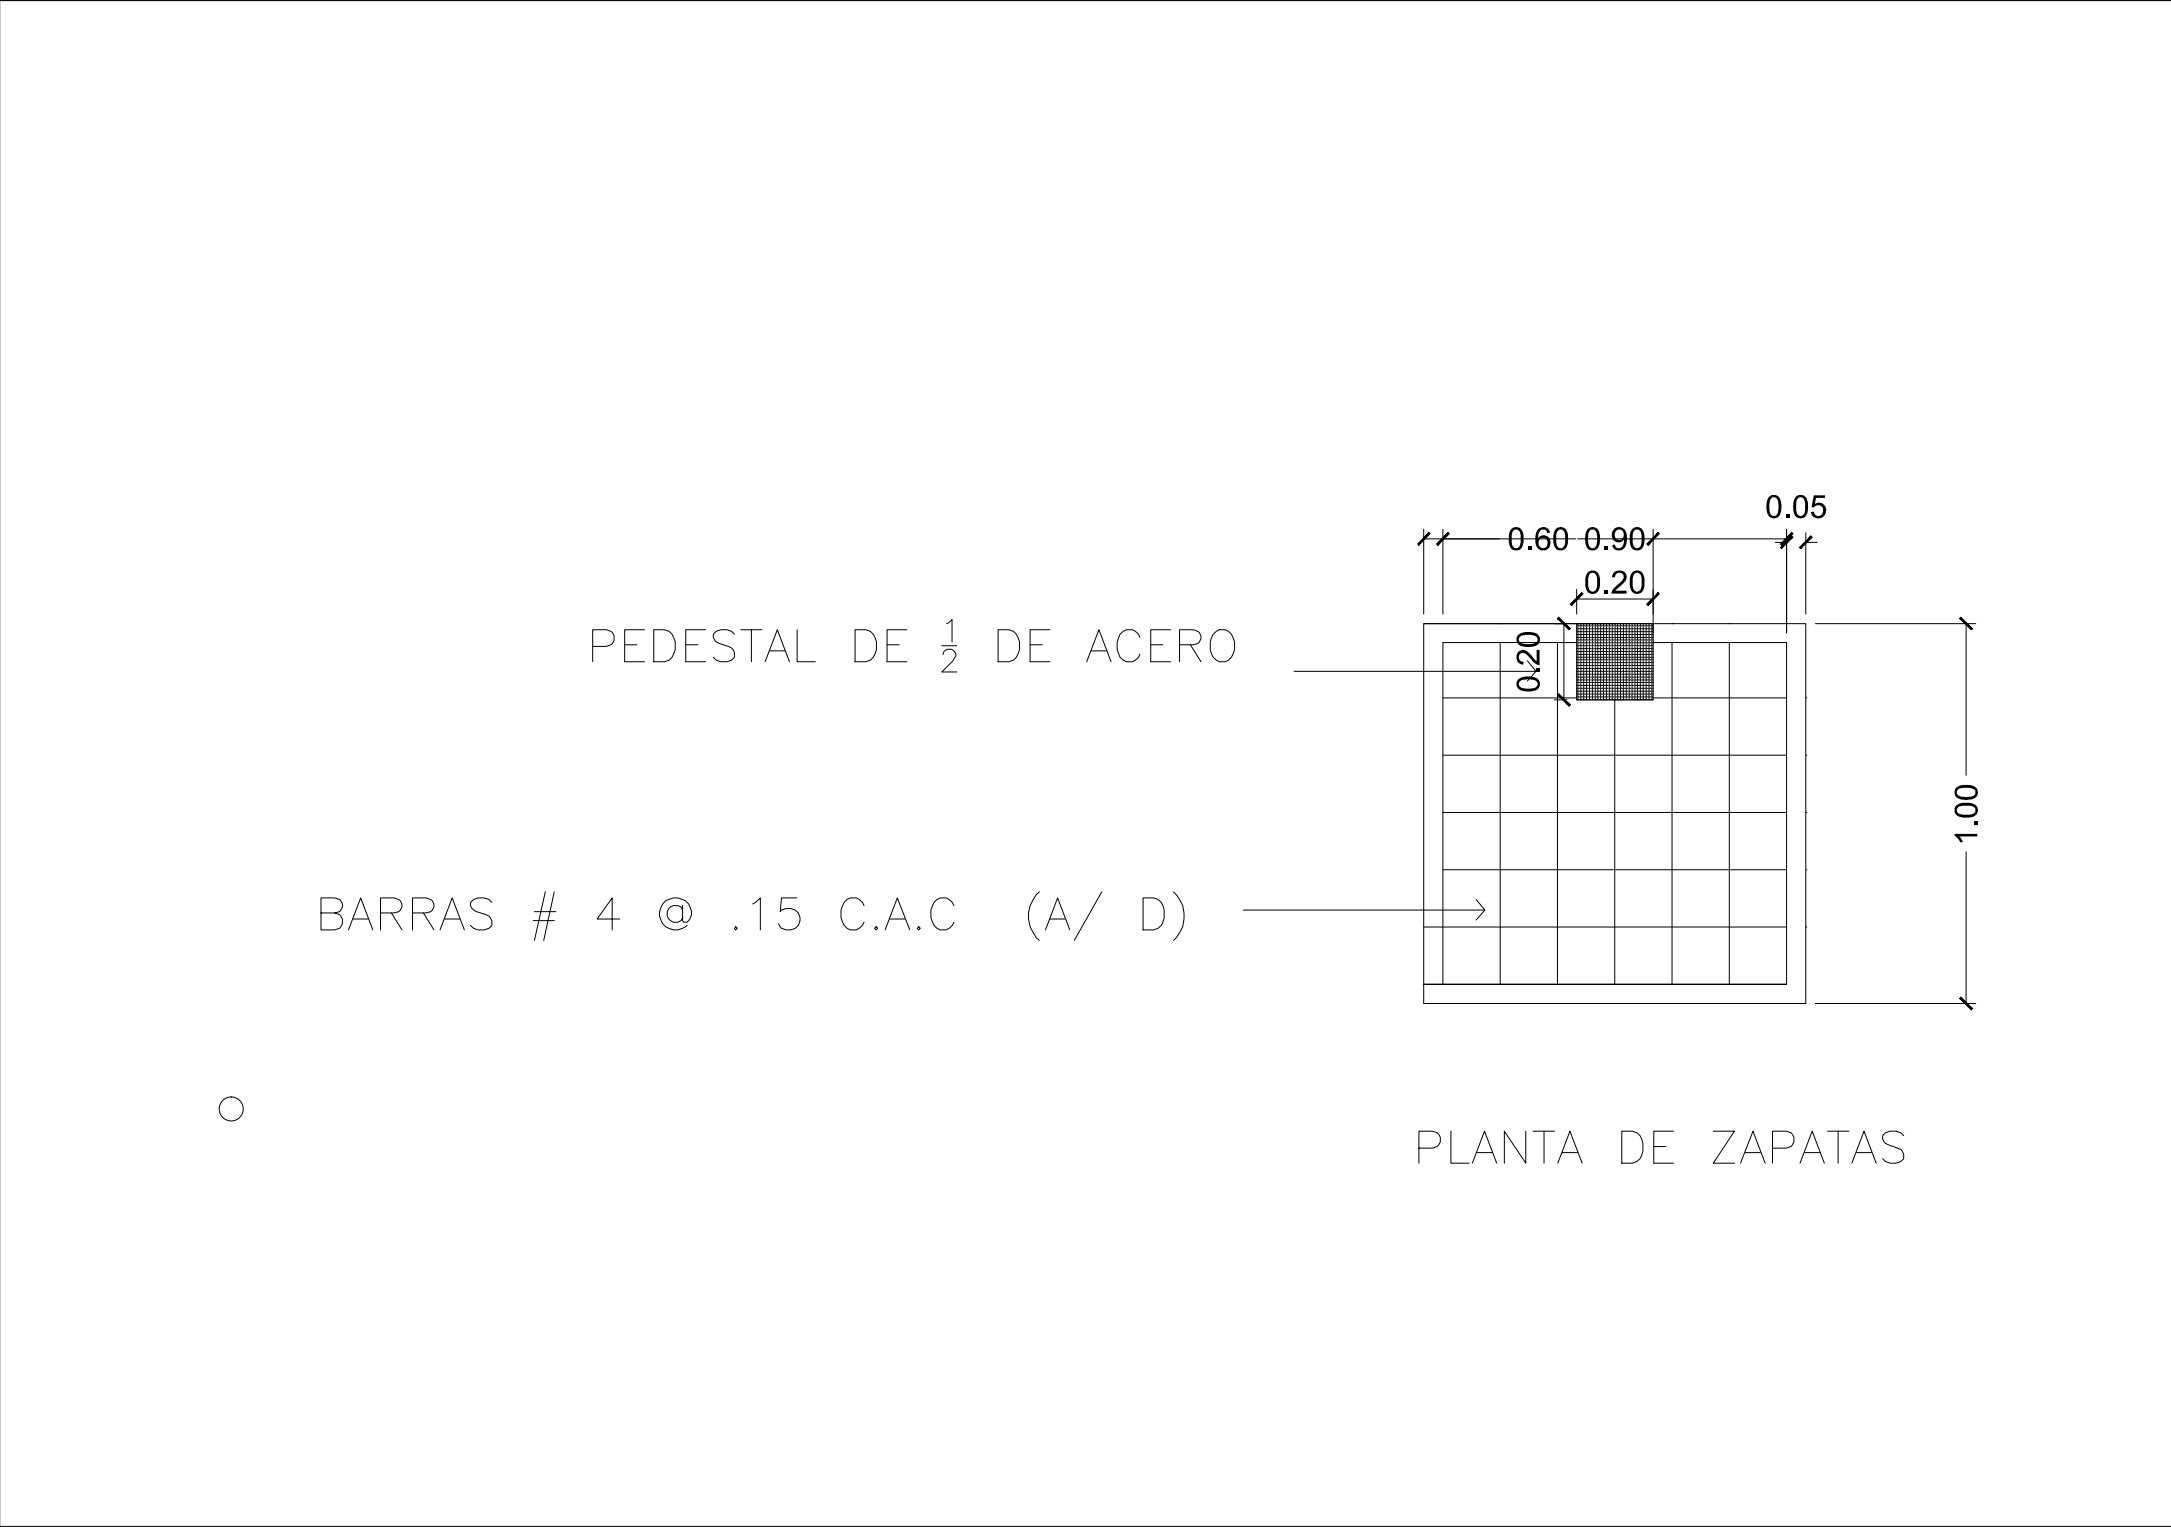 0.05
0.60 0.90
0.20
PEDESTAL DE 1/2 DE ACERO
0.20
1.00
BARRAS # 4 @ .15 C.A.C (A/ D)
PLANTA DE ZAPATAS